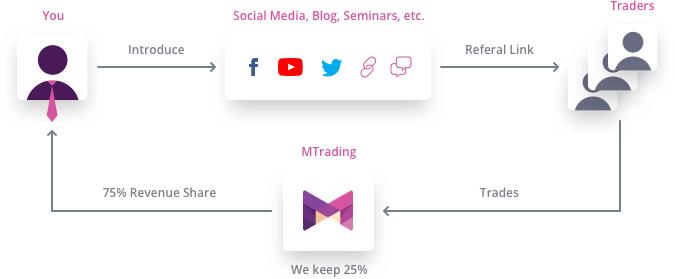 You
Social Media, Blog, Seminars, etc.
Traders
Introduce
Referal Link
MTrading
75% Revenue Share
Trades
We keep 25%